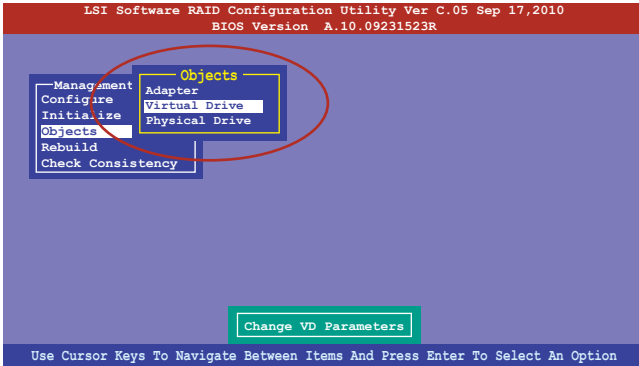 LSI Software RAID Configuration Utility Ver C.05 Sep 17,2010
BIOS Version A.10.09231523R
Management
Configure
Initialize
Objects
Rebuild
Check Consistency
Objects
Adapter
Virtual Drive
Physical Drive
Change VD Parameters
Use Cursor Keys To Navigate Between Items And Press Enter To Select An Option